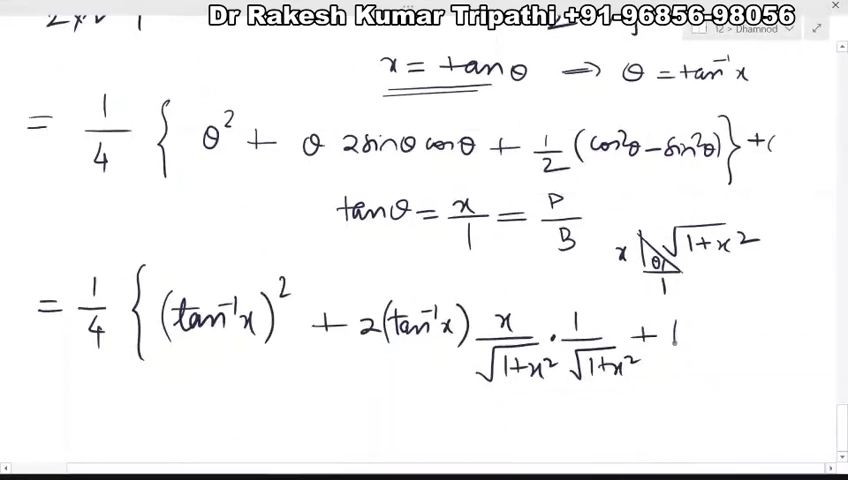 Dr Rakesh Kumar Tripathi +91-96856-98056
12 > Dhamnod
x = tanθ ⇒ θ = tan⁻¹x
= 1/4 { θ² + θ 2sinθ cosθ + 1/2 (cos²θ - sin²θ) } + C
tanθ = x/1 = P/B
x θ 1 √1+x²
= 1/4 { (tan⁻¹x)² + 2(tan⁻¹x) x/√1+x² · 1/√1+x² + 1